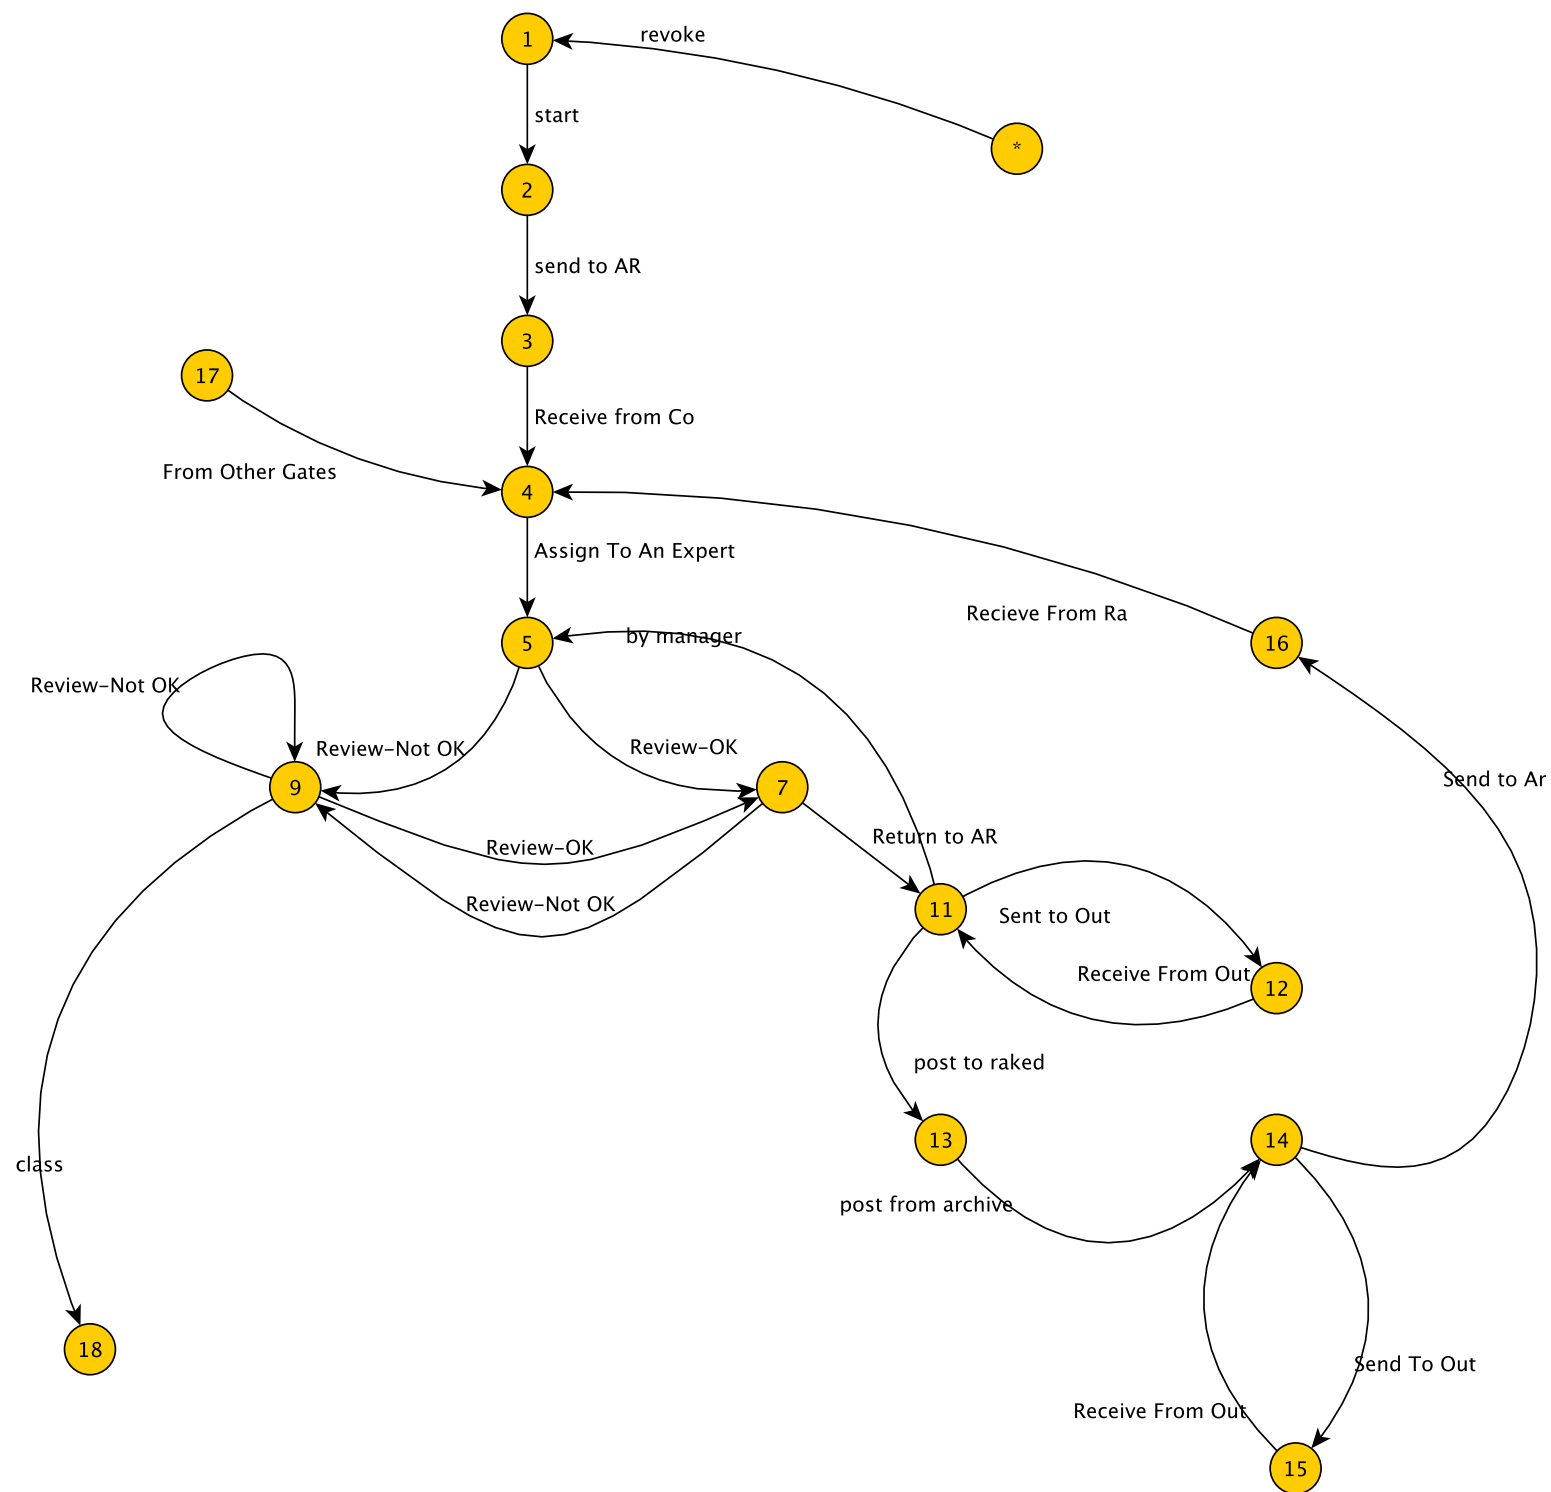 1
revoke
start
*
2
send to AR
3
17
Receive from Co
From Other Gates
4
Assign To An Expert
Recieve From Ra
by manager
5
16
Review-Not OK
Review-Not OK
Review-OK
Send to Ar
9
7
Return to AR
Review-OK
Review-Not OK
11
Sent to Out
Receive From Out
12
post to raked
13
14
class
post from archive
18
Send To Out
Receive From Out
15